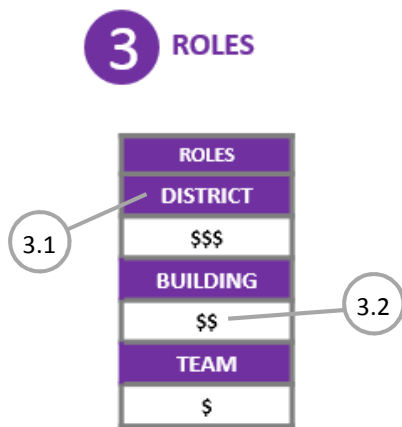 3 ROLES
ROLES
DISTRICT
3.1
$$$
BUILDING
$$
3.2
TEAM
$